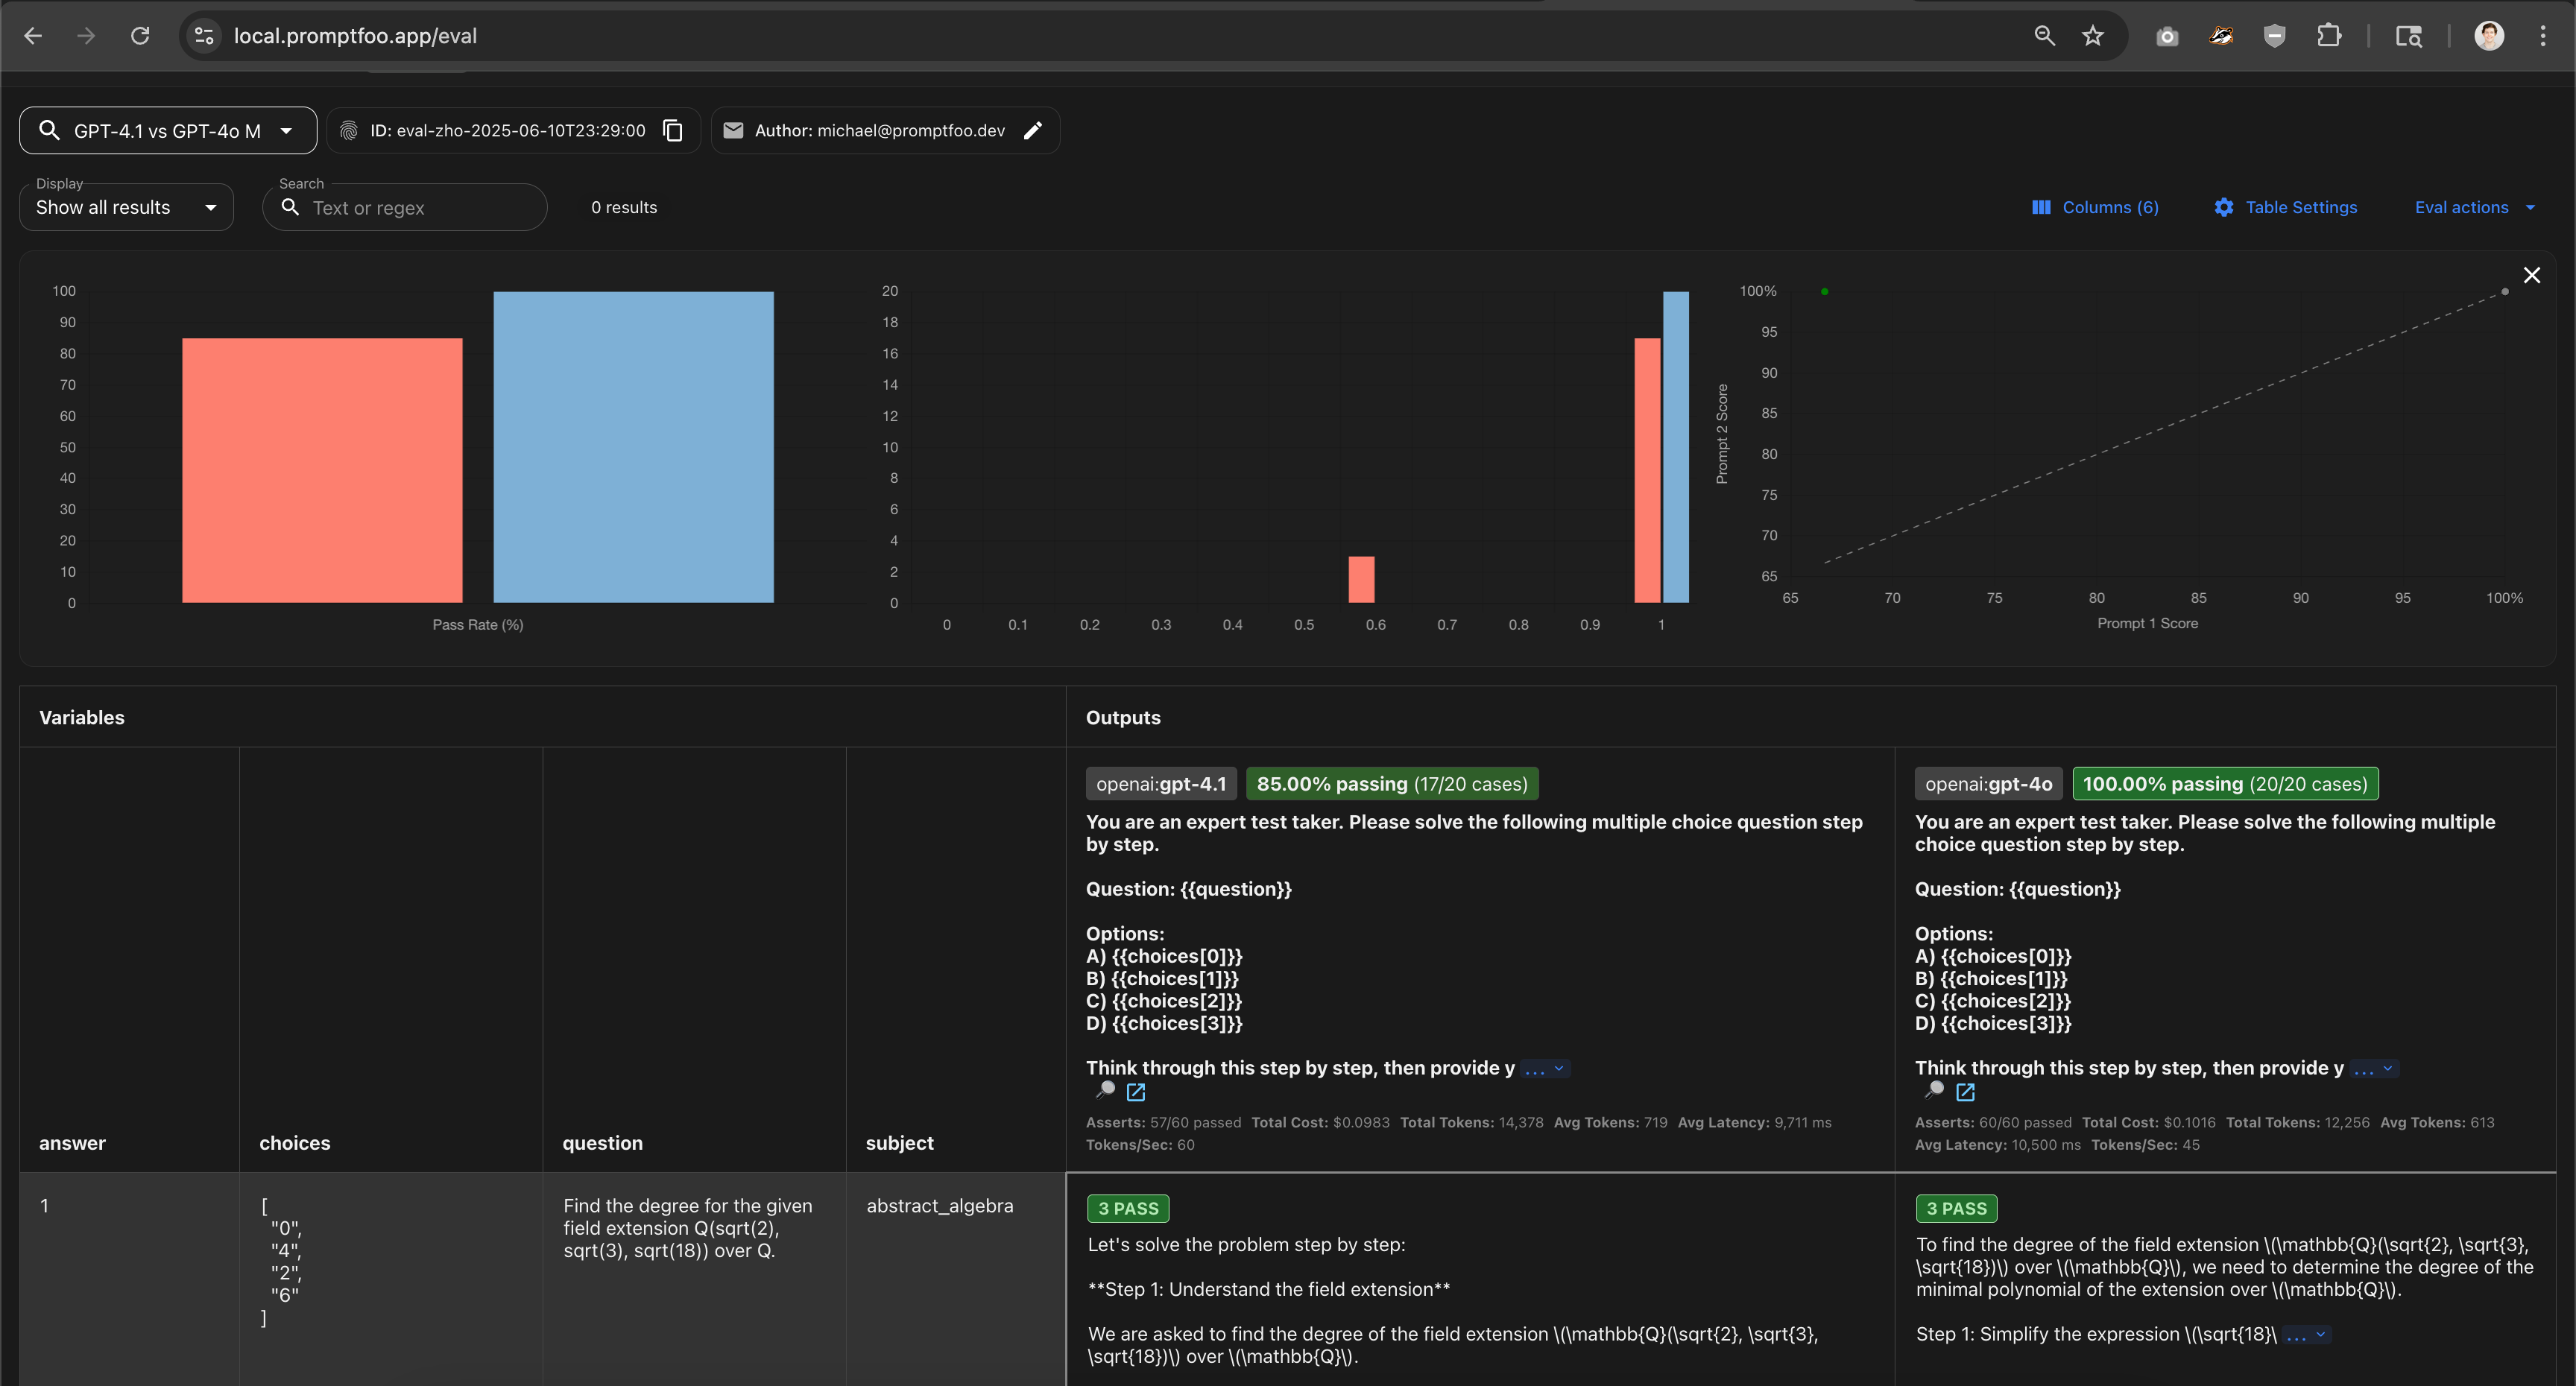 local.promptfoo.app/eval
GPT-4.1 vs GPT-4o M
ID: eval-zho-2025-06-10T23:29:00
Author: michael@promptfoo.dev
Display
Show all results
Search
Text or regex
0 results
Columns (6)
Table Settings
Eval actions
100
90
80
70
60
50
40
30
20
10
0
Pass Rate (%)
20
18
16
14
12
10
8
6
4
2
0
0 0.1 0.2 0.3 0.4 0.5 0.6 0.7 0.8 0.9 1
Prompt 2 Score
100%
95
90
85
80
75
70
65
65 70 75 80 85 90 95 100%
Prompt 1 Score
Variables
Outputs
answer
choices
question
subject
openai:gpt-4.1 85.00% passing (17/20 cases)
You are an expert test taker. Please solve the following multiple choice question step
by step.
Question: {{question}}
Options:
A) {{choices[0]}}
B) {{choices[1]}}
C) {{choices[2]}}
D) {{choices[3]}}
Think through this step by step, then provide y ...
Asserts: 57/60 passed Total Cost: $0.0983 Total Tokens: 14,378 Avg Tokens: 719 Avg Latency: 9,711 ms
Tokens/Sec: 60
openai:gpt-4o 100.00% passing (20/20 cases)
You are an expert test taker. Please solve the following multiple
choice question step by step.
Question: {{question}}
Options:
A) {{choices[0]}}
B) {{choices[1]}}
C) {{choices[2]}}
D) {{choices[3]}}
Think through this step by step, then provide y ...
Asserts: 60/60 passed Total Cost: $0.1016 Total Tokens: 12,256 Avg Tokens: 613
Avg Latency: 10,500 ms Tokens/Sec: 45
1
[
"0",
"4",
"2",
"6"
]
Find the degree for the given
field extension Q(sqrt(2),
sqrt(3), sqrt(18)) over Q.
abstract_algebra
3 PASS
Let's solve the problem step by step:
**Step 1: Understand the field extension**
We are asked to find the degree of the field extension \(\mathbb{Q}(\sqrt{2}, \sqrt{3},
\sqrt{18})\) over \(\mathbb{Q}\).
3 PASS
To find the degree of the field extension \(\mathbb{Q}(\sqrt{2}, \sqrt{3},
\sqrt{18})\) over \(\mathbb{Q}\), we need to determine the degree of the
minimal polynomial of the extension over \(\mathbb{Q}\).
Step 1: Simplify the expression \(\sqrt{18}\ ...